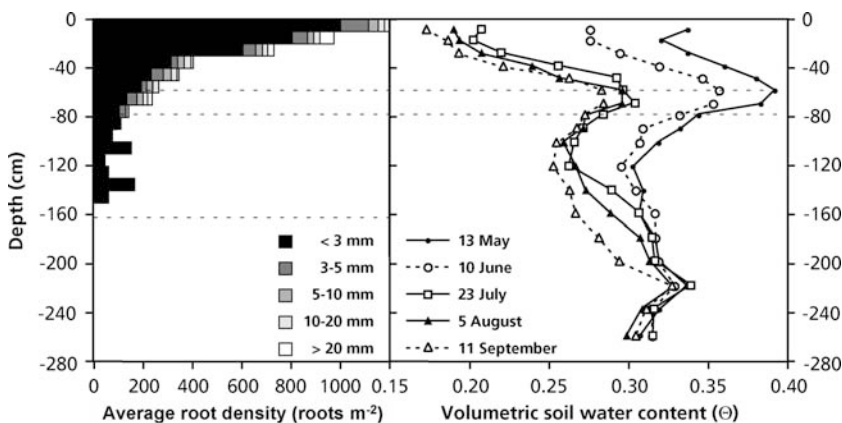 0
-40
-80
-120
-160
-200
-240
-280
Depth (cm)
< 3 mm
3-5 mm
5-10 mm
10-20 mm
> 20 mm
0 200 400 600 800 1000 0.15 0.20 0.25 0.30 0.35 0.40
Average root density (roots m-2)
13 May
10 June
23 July
5 August
11 September
Volumetric soil water content (Θ)
0
-40
-80
-120
-160
-200
-240
-280